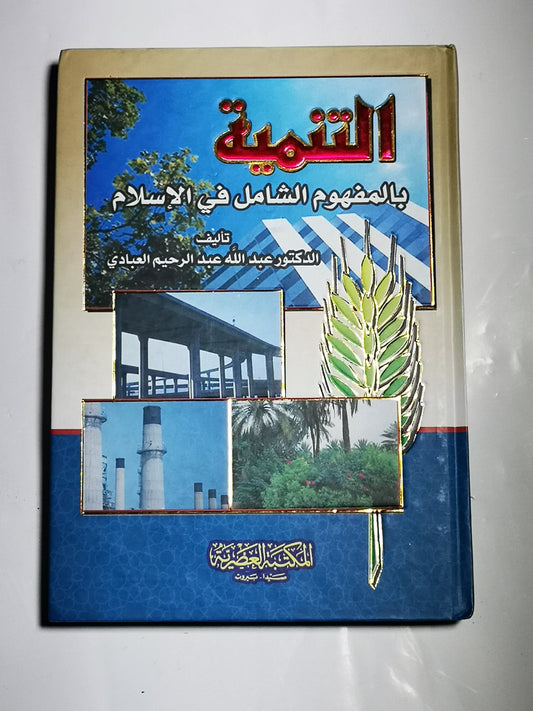 التنمية
بالمفهوم الشامل في الإسلام
تأليف
الدكتور عبد الله عبد الرحيم العبادي
المكتبة العصرية
صيدا - بيروت